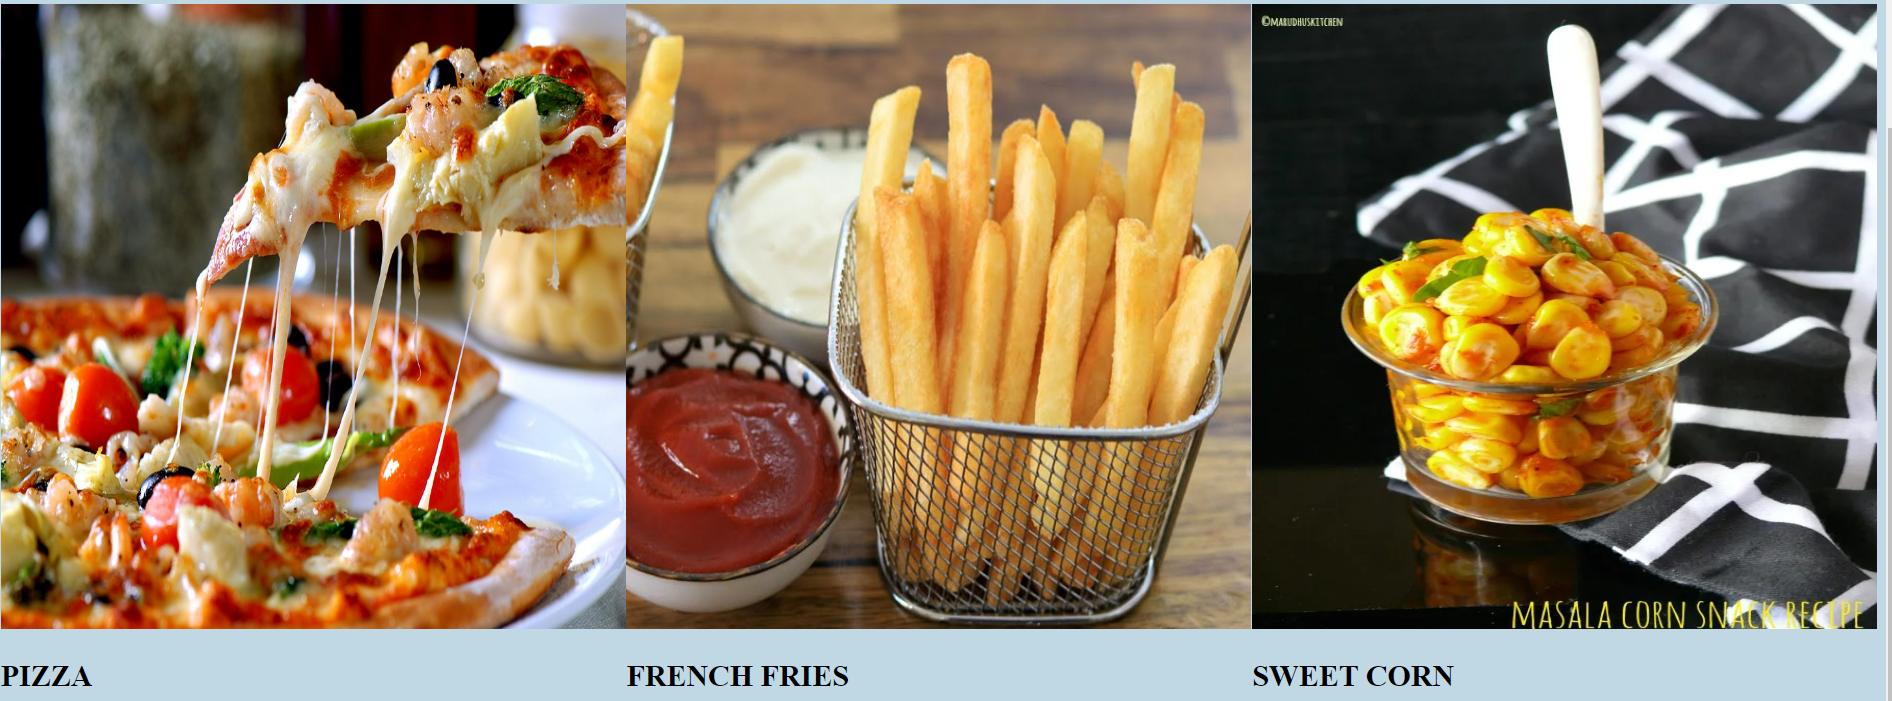 ©MARUDHUSKITCHEN
MASALA CORN SNACK RECIPE
PIZZA
FRENCH FRIES
SWEET CORN